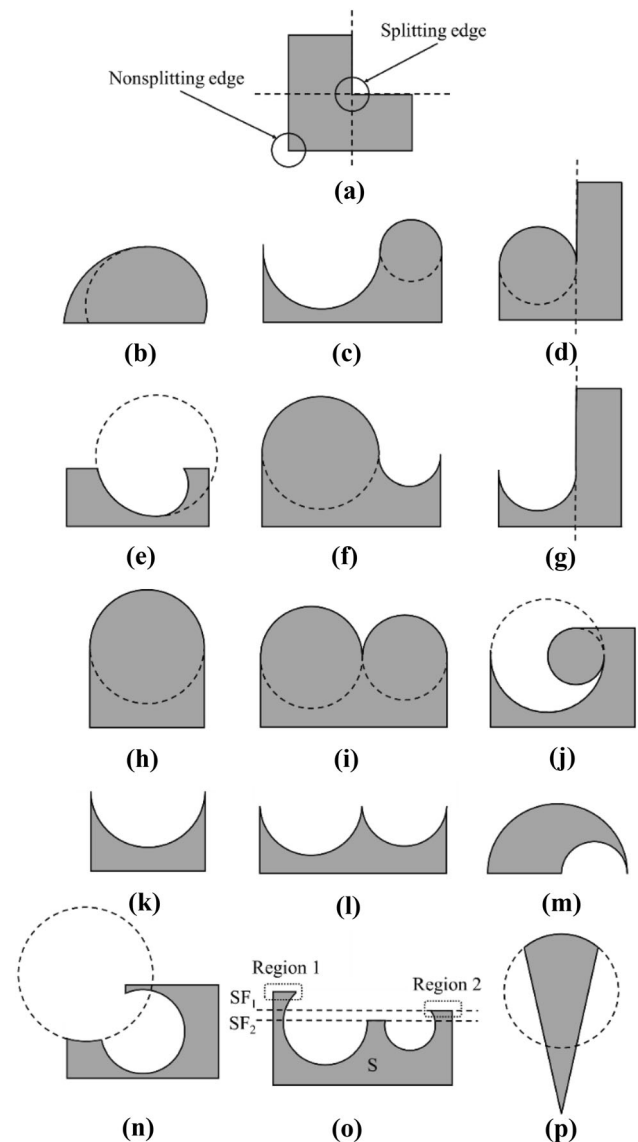 Splitting edge
Nonsplitting edge
(a)
(b)
(c)
(d)
(e)
(f)
(g)
(h)
(i)
(j)
(k)
(l)
(m)
Region 1
Region 2
SF1
SF2
S
(n)
(o)
(p)